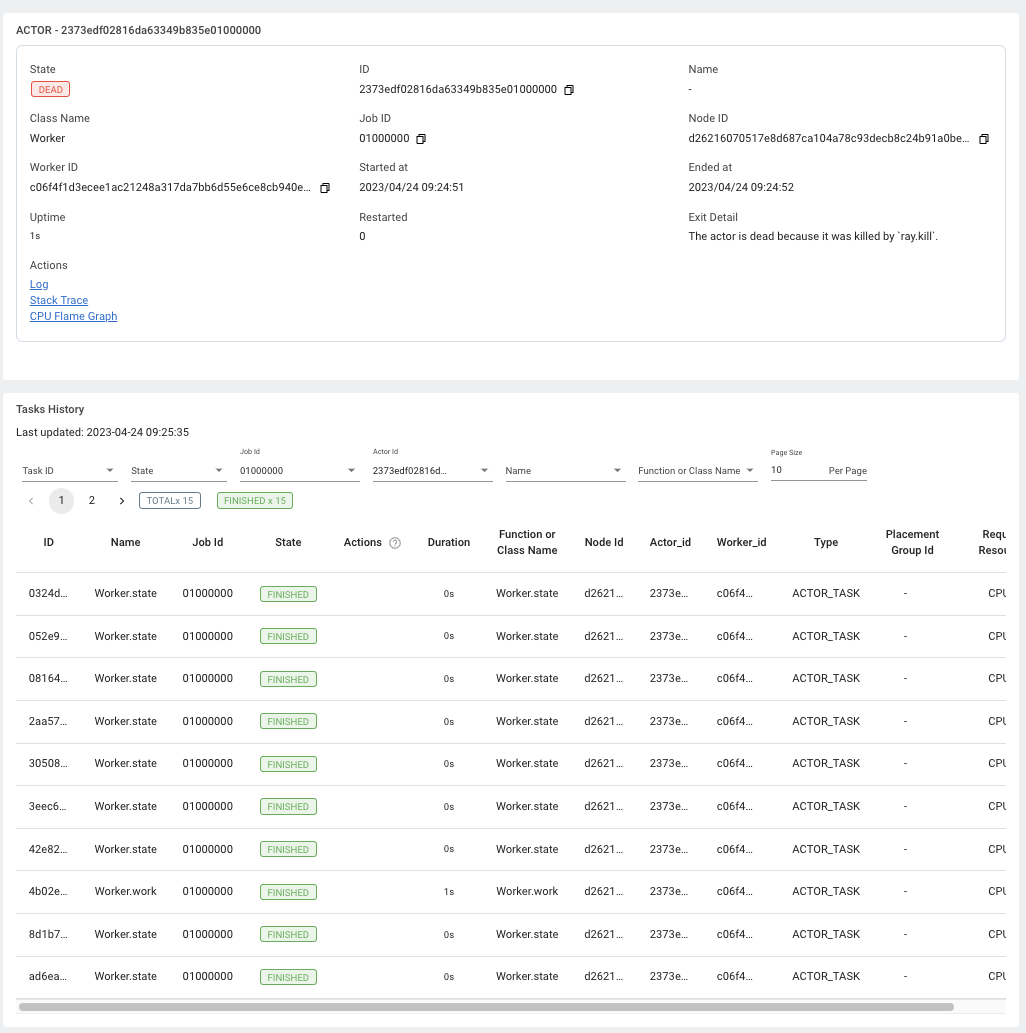 ACTOR - 2373edf02816da63349b835e01000000
State ID Name
DEAD 2373edf02816da63349b835e01000000 -
Class Name Job ID Node ID
Worker 01000000 d26216070517e8d687ca104a78c93decb8c24b91a0be...
Worker ID Started at Ended at
c06f4f1d3ecee1ac21248a317da7bb6d55e6ce8cb940e... 2023/04/24 09:24:51 2023/04/24 09:24:52
Uptime Restarted Exit Detail
1s 0 The actor is dead because it was killed by `ray.kill`.
Actions
Log
Stack Trace
CPU Flame Graph
Tasks History
Last updated: 2023-04-24 09:25:35
Job Id Actor Id Page Size
Task ID State 01000000 2373edf02816d... Name Function or Class Name 10 Per Page
‹ 1 2 › TOTALx 15 FINISHED x 15
ID Name Job Id State Actions ? Duration Function or Class Name Node Id Actor_id Worker_id Type Placement Group Id Requ Resou
0324d... Worker.state 01000000 FINISHED 0s Worker.state d2621... 2373e... c06f4... ACTOR_TASK - CPU
052e9... Worker.state 01000000 FINISHED 0s Worker.state d2621... 2373e... c06f4... ACTOR_TASK - CPU
08164... Worker.state 01000000 FINISHED 0s Worker.state d2621... 2373e... c06f4... ACTOR_TASK - CPU
2aa57... Worker.state 01000000 FINISHED 0s Worker.state d2621... 2373e... c06f4... ACTOR_TASK - CPU
30508... Worker.state 01000000 FINISHED 0s Worker.state d2621... 2373e... c06f4... ACTOR_TASK - CPU
3eec6... Worker.state 01000000 FINISHED 0s Worker.state d2621... 2373e... c06f4... ACTOR_TASK - CPU
42e82... Worker.state 01000000 FINISHED 0s Worker.state d2621... 2373e... c06f4... ACTOR_TASK - CPU
4b02e... Worker.work 01000000 FINISHED 1s Worker.work d2621... 2373e... c06f4... ACTOR_TASK - CPU
8d1b7... Worker.state 01000000 FINISHED 0s Worker.state d2621... 2373e... c06f4... ACTOR_TASK - CPU
ad6ea... Worker.state 01000000 FINISHED 0s Worker.state d2621... 2373e... c06f4... ACTOR_TASK - CPU